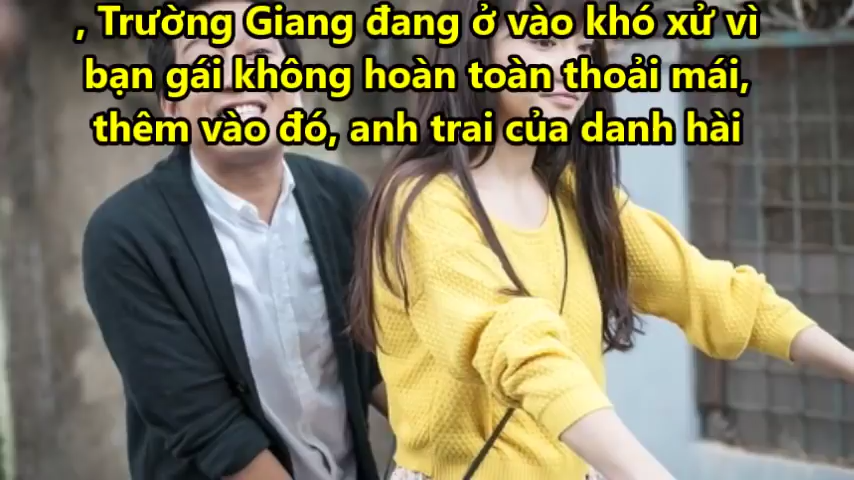 , Trường Giang đang ở vào khó xử vì
bạn gái không hoàn toàn thoải mái,
thêm vào đó, anh trai của danh hài